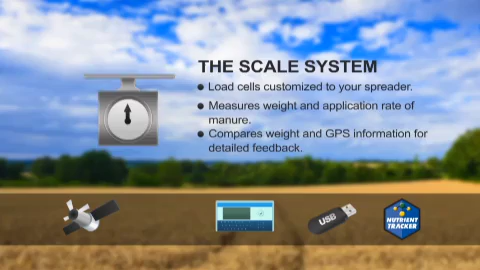 THE SCALE SYSTEM
• Load cells customized to your spreader.
• Measures weight and application rate of
manure.
• Compares weight and GPS information for
detailed feedback.
USB
NUTRIENT
TRACKER